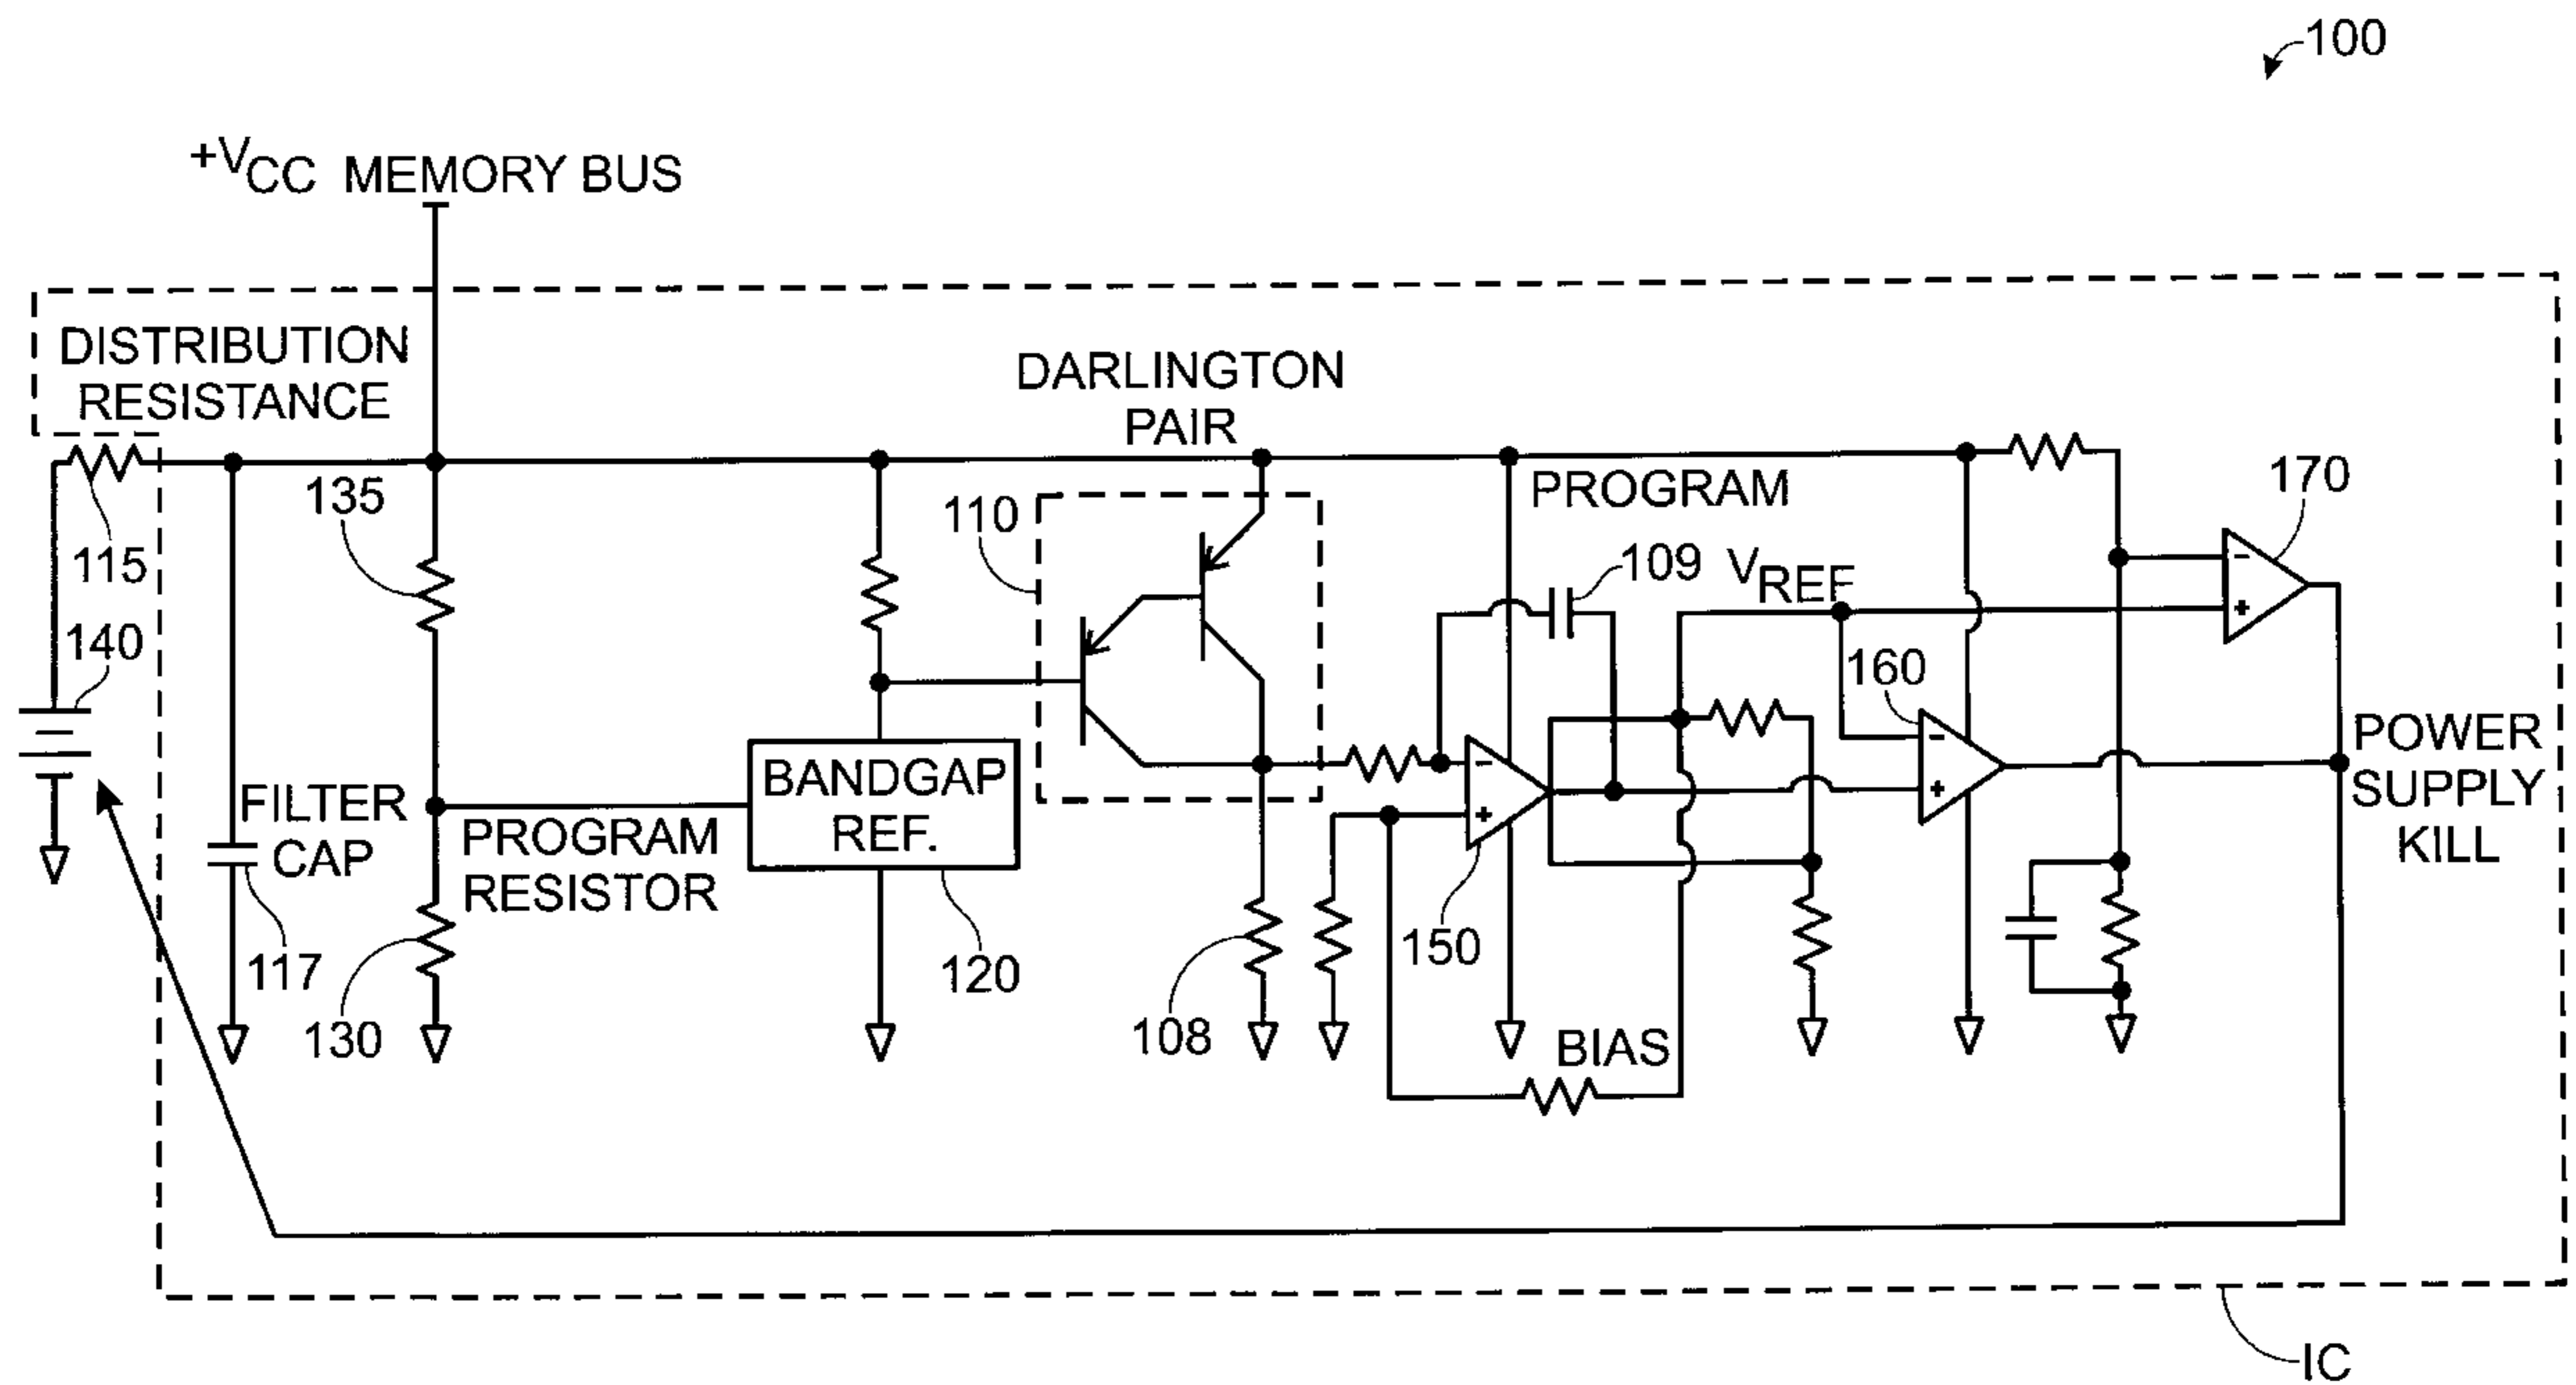 100
+VCC MEMORY BUS
DISTRIBUTION
RESISTANCE
DARLINGTON
PAIR
135
110
PROGRAM
170
115
109
VREF
140
160
-
+
POWER
SUPPLY
KILL
FILTER
CAP
PROGRAM
RESISTOR
BANDGAP
REF.
-
+
-
+
117
130
120
108
150
BIAS
IC